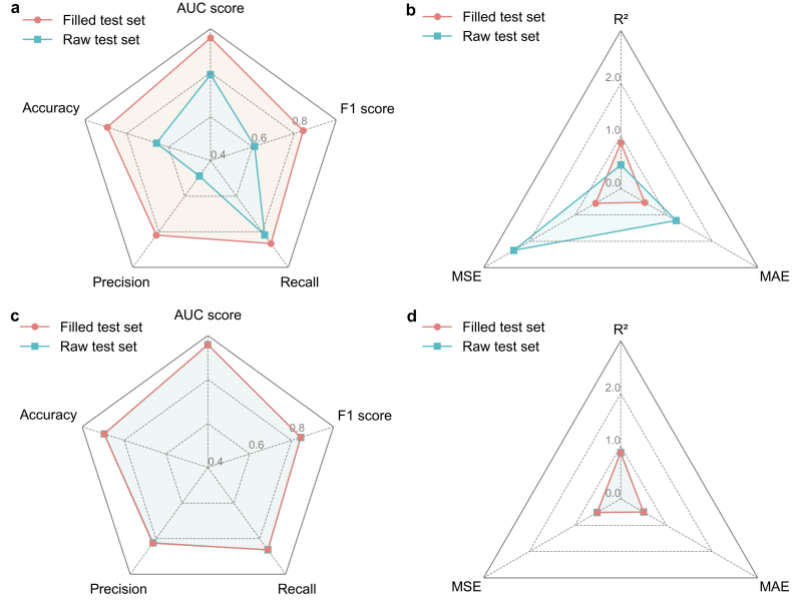 a
Filled test set
Raw test set
AUC score
F1 score
Accuracy
Precision
Recall
0.4
0.6
0.8
b
Filled test set
Raw test set
R²
2.0
1.0
0.0
MSE
MAE
c
Filled test set
Raw test set
AUC score
F1 score
Accuracy
Precision
Recall
0.4
0.6
0.8
d
Filled test set
Raw test set
R²
2.0
1.0
0.0
MSE
MAE